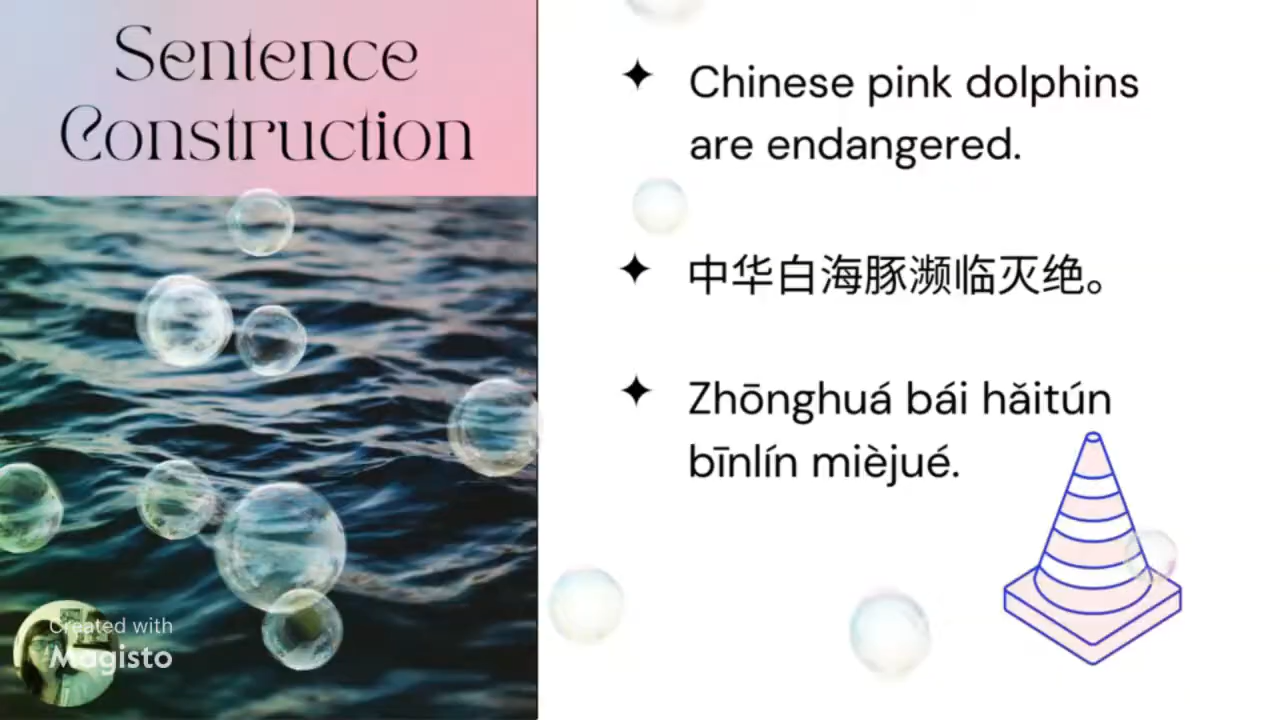 Sentence
Construction
Chinese pink dolphins
are endangered.
中华白海豚濒临灭绝。
Zhōnghuá bái hǎitún
bīnlín mièjué.
Created with
Magisto